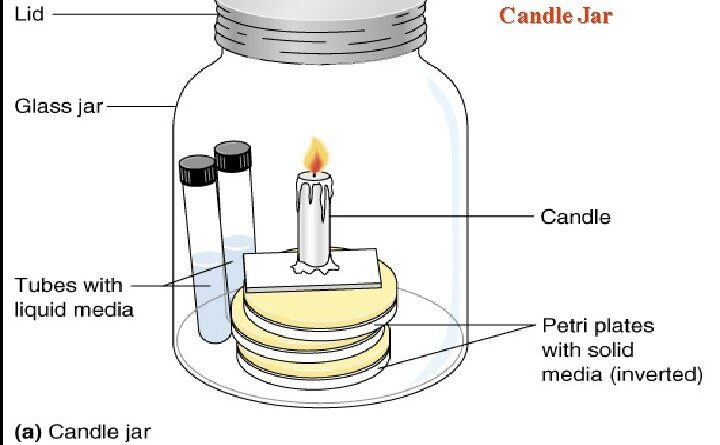 Lid
Candle Jar
Glass jar
Candle
Tubes with
liquid media
Petri plates
with solid
media (inverted)
(a) Candle jar